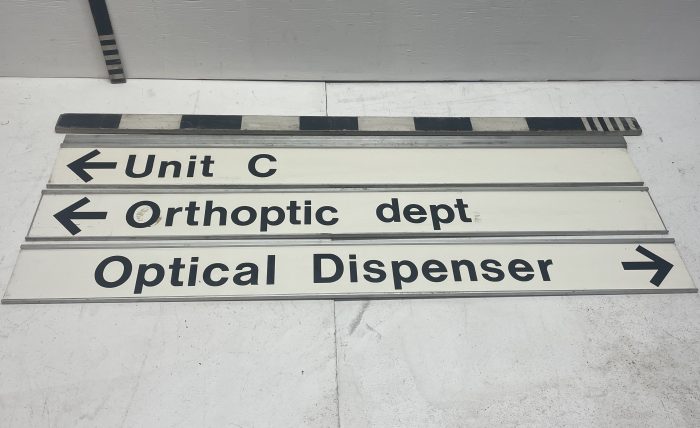 ← Unit C
← Orthoptic dept
Optical Dispenser →